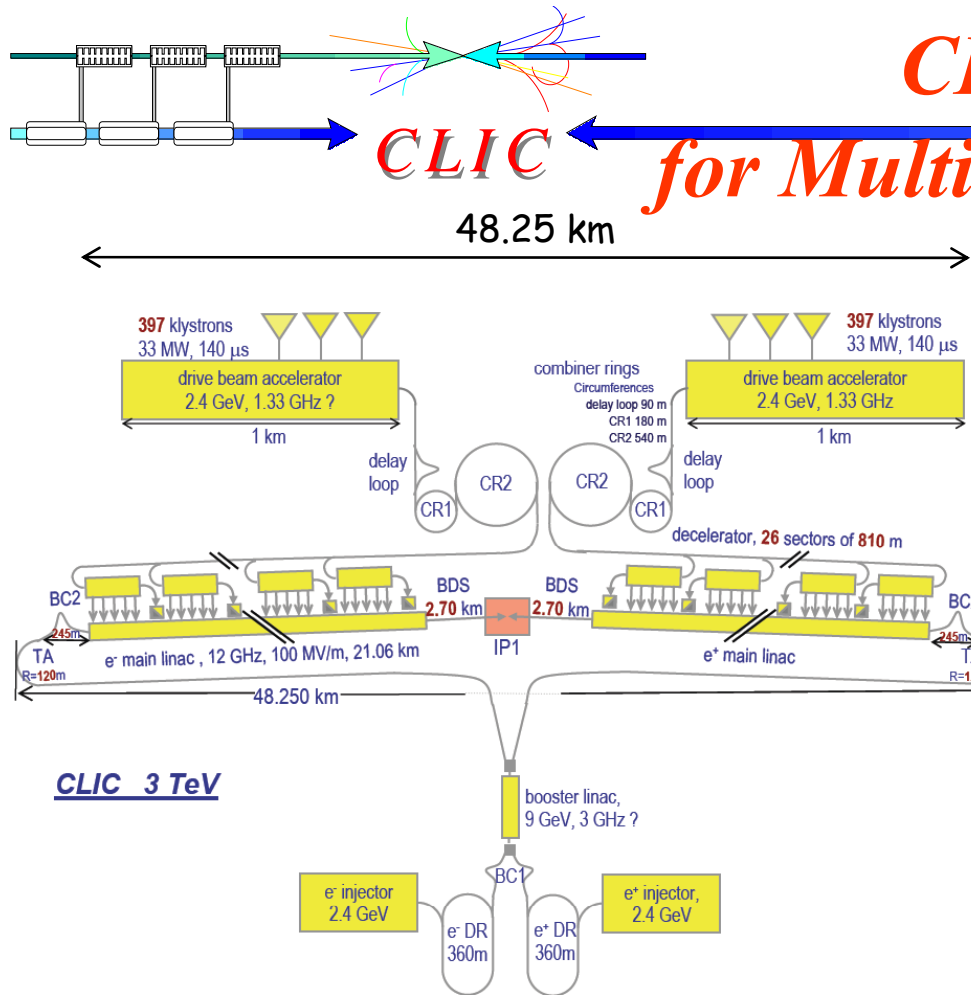 CLIC
for Multi
48.25 km
397 klystrons
33 MW, 140 μs
drive beam accelerator
2.4 GeV, 1.33 GHz ?
1 km
combiner rings
Circumferences
delay loop 90 m
CR1 180 m
CR2 540 m
397 klystrons
33 MW, 140 μs
drive beam accelerator
2.4 GeV, 1.33 GHz
1 km
delay
loop
CR1
CR2
CR2
CR1
delay
loop
decelerator, 26 sectors of 810 m
BC2
245m
TA
R=120m
BDS
2.70 km
IP1
BDS
2.70 km
e- main linac , 12 GHz, 100 MV/m, 21.06 km
e+ main linac
245m
48.250 km
CLIC 3 TeV
booster linac,
9 GeV, 3 GHz ?
BC1
e- injector
2.4 GeV
e- DR
360m
e+ DR
360m
e+ injector,
2.4 GeV